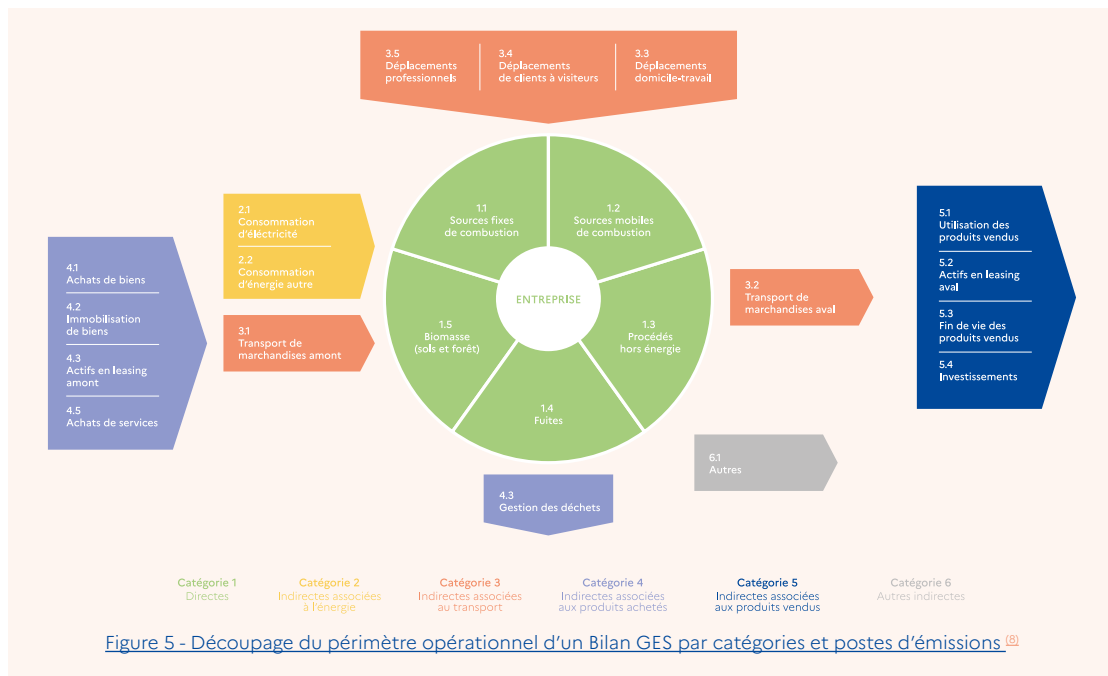 3.5
Déplacements
professionnels
3.4
Déplacements
de clients à visiteurs
3.3
Déplacements
domicile-travail
1.1
Sources fixes
de combustion
1.2
Sources mobiles
de combustion
2.1
Consommation
d'éléctricité
2.2
Consommation
d'énergie autre
4.1
Achats de biens
4.2
Immobilisation
de biens
4.3
Actifs en leasing
amont
4.5
Achats de services
3.1
Transport de
marchandises amont
ENTREPRISE
1.5
Biomasse
(sols et forêt)
1.3
Procédés
hors énergie
1.4
Fuites
3.2
Transport de
marchandises aval
5.1
Utilisation des
produits vendus
5.2
Actifs en leasing
aval
5.3
Fin de vie des
produits vendus
5.4
Investissements
6.1
Autres
4.3
Gestion des déchets
Catégorie 1
Directes
Catégorie 2
Indirectes associées
à l'énergie
Catégorie 3
Indirectes associées
au transport
Catégorie 4
Indirectes associées
aux produits achetés
Catégorie 5
Indirectes associées
aux produits vendus
Catégorie 6
Autres indirectes
Figure 5 - Découpage du périmètre opérationnel d'un Bilan GES par catégories et postes d'émissions (8)